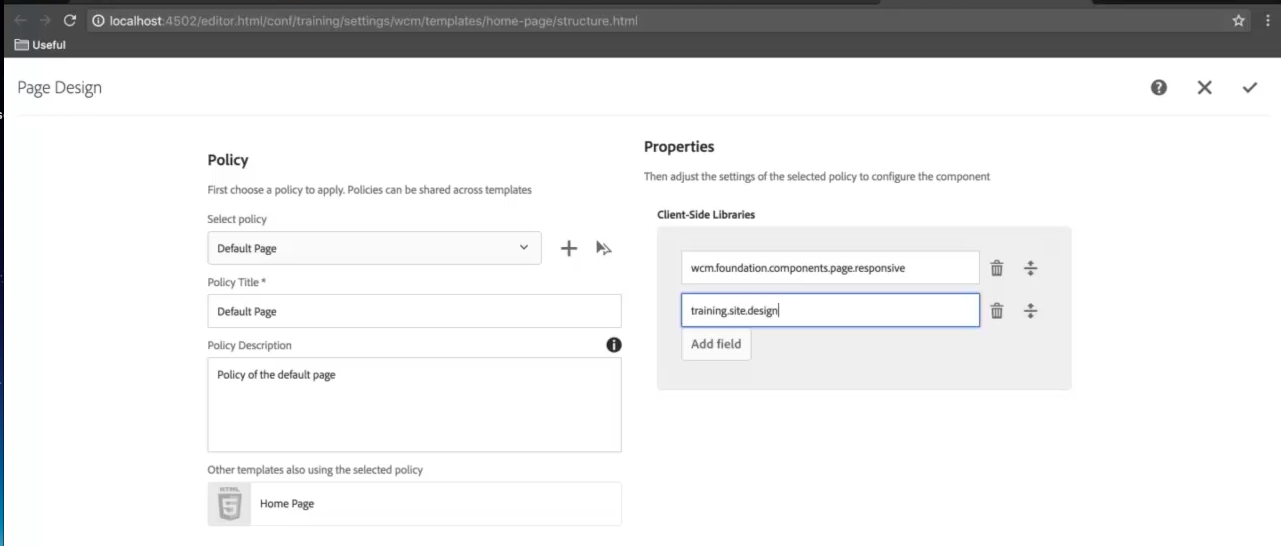 localhost:4502/editor.html/conf/training/settings/wcm/templates/home-page/structure.html
Useful
Page Design
Policy
First choose a policy to apply. Policies can be shared across templates
Select policy
Default Page
Policy Title *
Default Page
Policy Description
Policy of the default page
Other templates also using the selected policy
HTML
5
Home Page
Properties
Then adjust the settings of the selected policy to configure the component
Client-Side Libraries
wcm.foundation.components.page.responsive
training.site.design
Add field